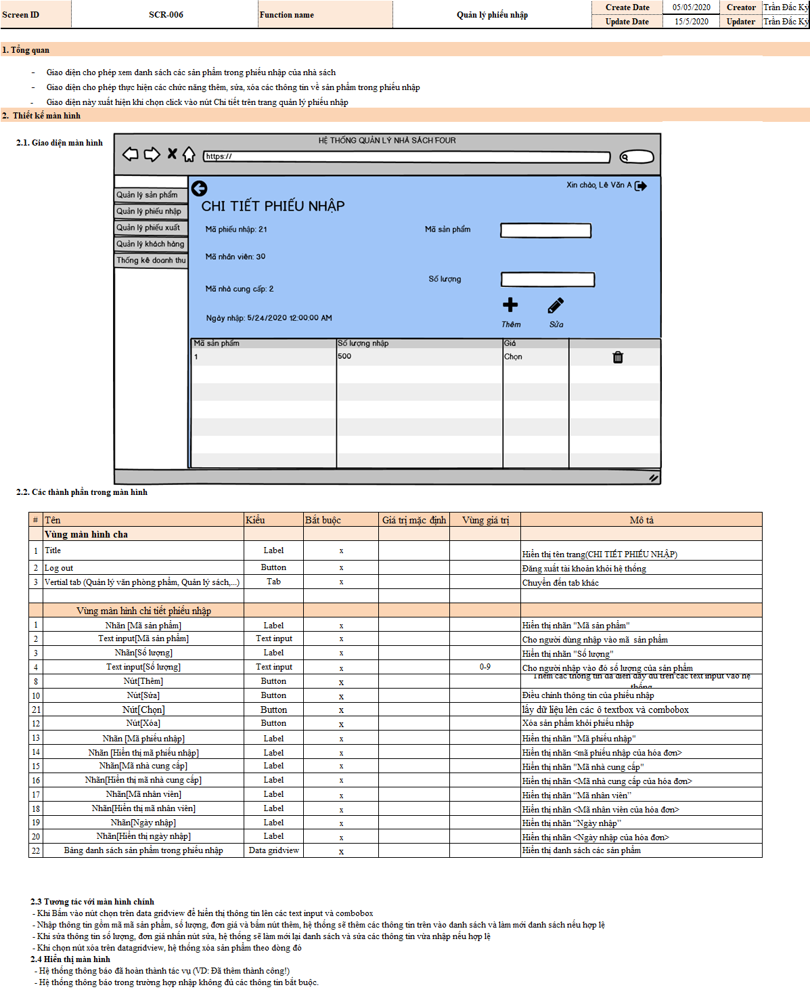 Screen ID SCR-006 Function name Quản lý phiếu nhập Create Date 05/05/2020 Creator Trần Đắc Kỳ
Update Date 15/5/2020 Updater Trần Đắc Kỳ
1. Tổng quan
- Giao diện cho phép xem danh sách các sản phẩm trong phiếu nhập của nhà sách
- Giao diện cho phép thực hiện các chức năng thêm, sửa, xóa các thông tin về sản phẩm trong phiếu nhập
- Giao diện này xuất hiện khi chọn click vào nút Chi tiết trên trang quản lý phiếu nhập
2. Thiết kế màn hình
2.1. Giao diện màn hình
HỆ THỐNG QUẢN LÝ NHÀ SÁCH FOUR
https://
Xin chào, Lê Văn A
Quản lý sản phẩm
Quản lý phiếu nhập
Quản lý phiếu xuất
Quản lý khách hàng
Thống kê doanh thu
CHI TIẾT PHIẾU NHẬP
Mã phiếu nhập: 21 Mã sản phẩm
Mã nhân viên: 30
Số lượng
Mã nhà cung cấp: 2
Ngày nhập: 5/24/2020 12:00:00 AM
Thêm Sửa
Mã sản phẩm Số lượng nhập Giá
1 500 Chọn
2.2. Các thành phần trong màn hình
# Tên Kiểu Bắt buộc Giá trị mặc định Vùng giá trị Mô tả
Vùng màn hình cha
1 Title Label x Hiển thị tên trang(CHI TIẾT PHIẾU NHẬP)
2 Log out Button x Đăng xuất tài khoản khỏi hệ thống
3 Vertial tab (Quản lý văn phòng phẩm, Quản lý sách,...) Tab x Chuyển đến tab khác
Vùng màn hình chi tiết phiếu nhập
1 Nhãn [Mã sản phẩm] Label x Hiển thị nhãn "Mã sản phẩm"
2 Text input[Mã sản phẩm] Text input x Cho người dùng nhập vào mã  sản phẩm
3 Nhãn[Số lượng] Label x Hiển thị nhãn "Số lượng"
4 Text input[Số lượng] Text input x 0-9 Cho người nhập vào đó số lượng của sản phẩm
8 Nút[Thêm] Button x Thêm các thông tin đã điền đầy đủ trên các text input vào hệ thống
10 Nút[Sửa] Button x Điều chỉnh thông tin của phiếu nhập
21 Nút[Chọn] Button x lấy dữ liệu lên các ô textbox và combobox
12 Nút[Xóa] Button x Xóa sản phẩm khỏi phiếu nhập
13 Nhãn [Mã phiếu nhập] Label x Hiển thị nhãn "Mã phiếu nhập"
14 Nhãn [Hiển thị mã phiếu nhập] Label x Hiển thị nhãn <mã phiếu nhập của hóa đơn>
15 Nhãn[Mã nhà cung cấp] Label x Hiển thị nhãn "Mã nhà cung cấp"
16 Nhãn[Hiển thị mã nhà cung cấp] Label x Hiển thị nhãn <Mã nhà cung cấp của hóa đơn>
17 Nhãn[Mã nhân viên] Label x Hiển thị nhãn “Mã nhân viên”
18 Nhãn[Hiển thị mã nhân viên] Label x Hiển thị nhãn <Mã nhân viên của hóa đơn>
19 Nhãn[Ngày nhập] Label x Hiển thị nhãn “Ngày nhập”
20 Nhãn[Hiển thị ngày nhập] Label x Hiển thị nhãn <Ngày nhập của hóa đơn>
22 Bảng danh sách sản phẩm trong phiếu nhập Data gridview x Hiển thị danh sách các sản phẩm
2.3 Tương tác với màn hình chính
- Khi Bấm vào nút chọn trên data gridview để hiển thị thông tin lên các text input và combobox
- Nhập thông tin gồm mã mã sản phẩm, số lượng, đơn giá và bấm nút thêm, hệ thống sẽ thêm các thông tin trên vào danh sách và làm mới danh sách nếu hợp lệ
- Khi sửa thông tin số lượng, đơn giá nhấn nút sửa, hệ thống sẽ làm mới lại danh sách và sửa các thông tin vừa nhập nếu hợp lệ
- Khi chọn nút xóa trên datagridview, hệ thống xóa sản phẩm theo dòng đó
2.4 Hiển thị màn hình
- Hệ thống thông báo đã hoàn thành tác vụ (VD: Đã thêm thành công!)
- Hệ thống thông báo trong trường hợp nhập không đủ các thông tin bắt buộc.